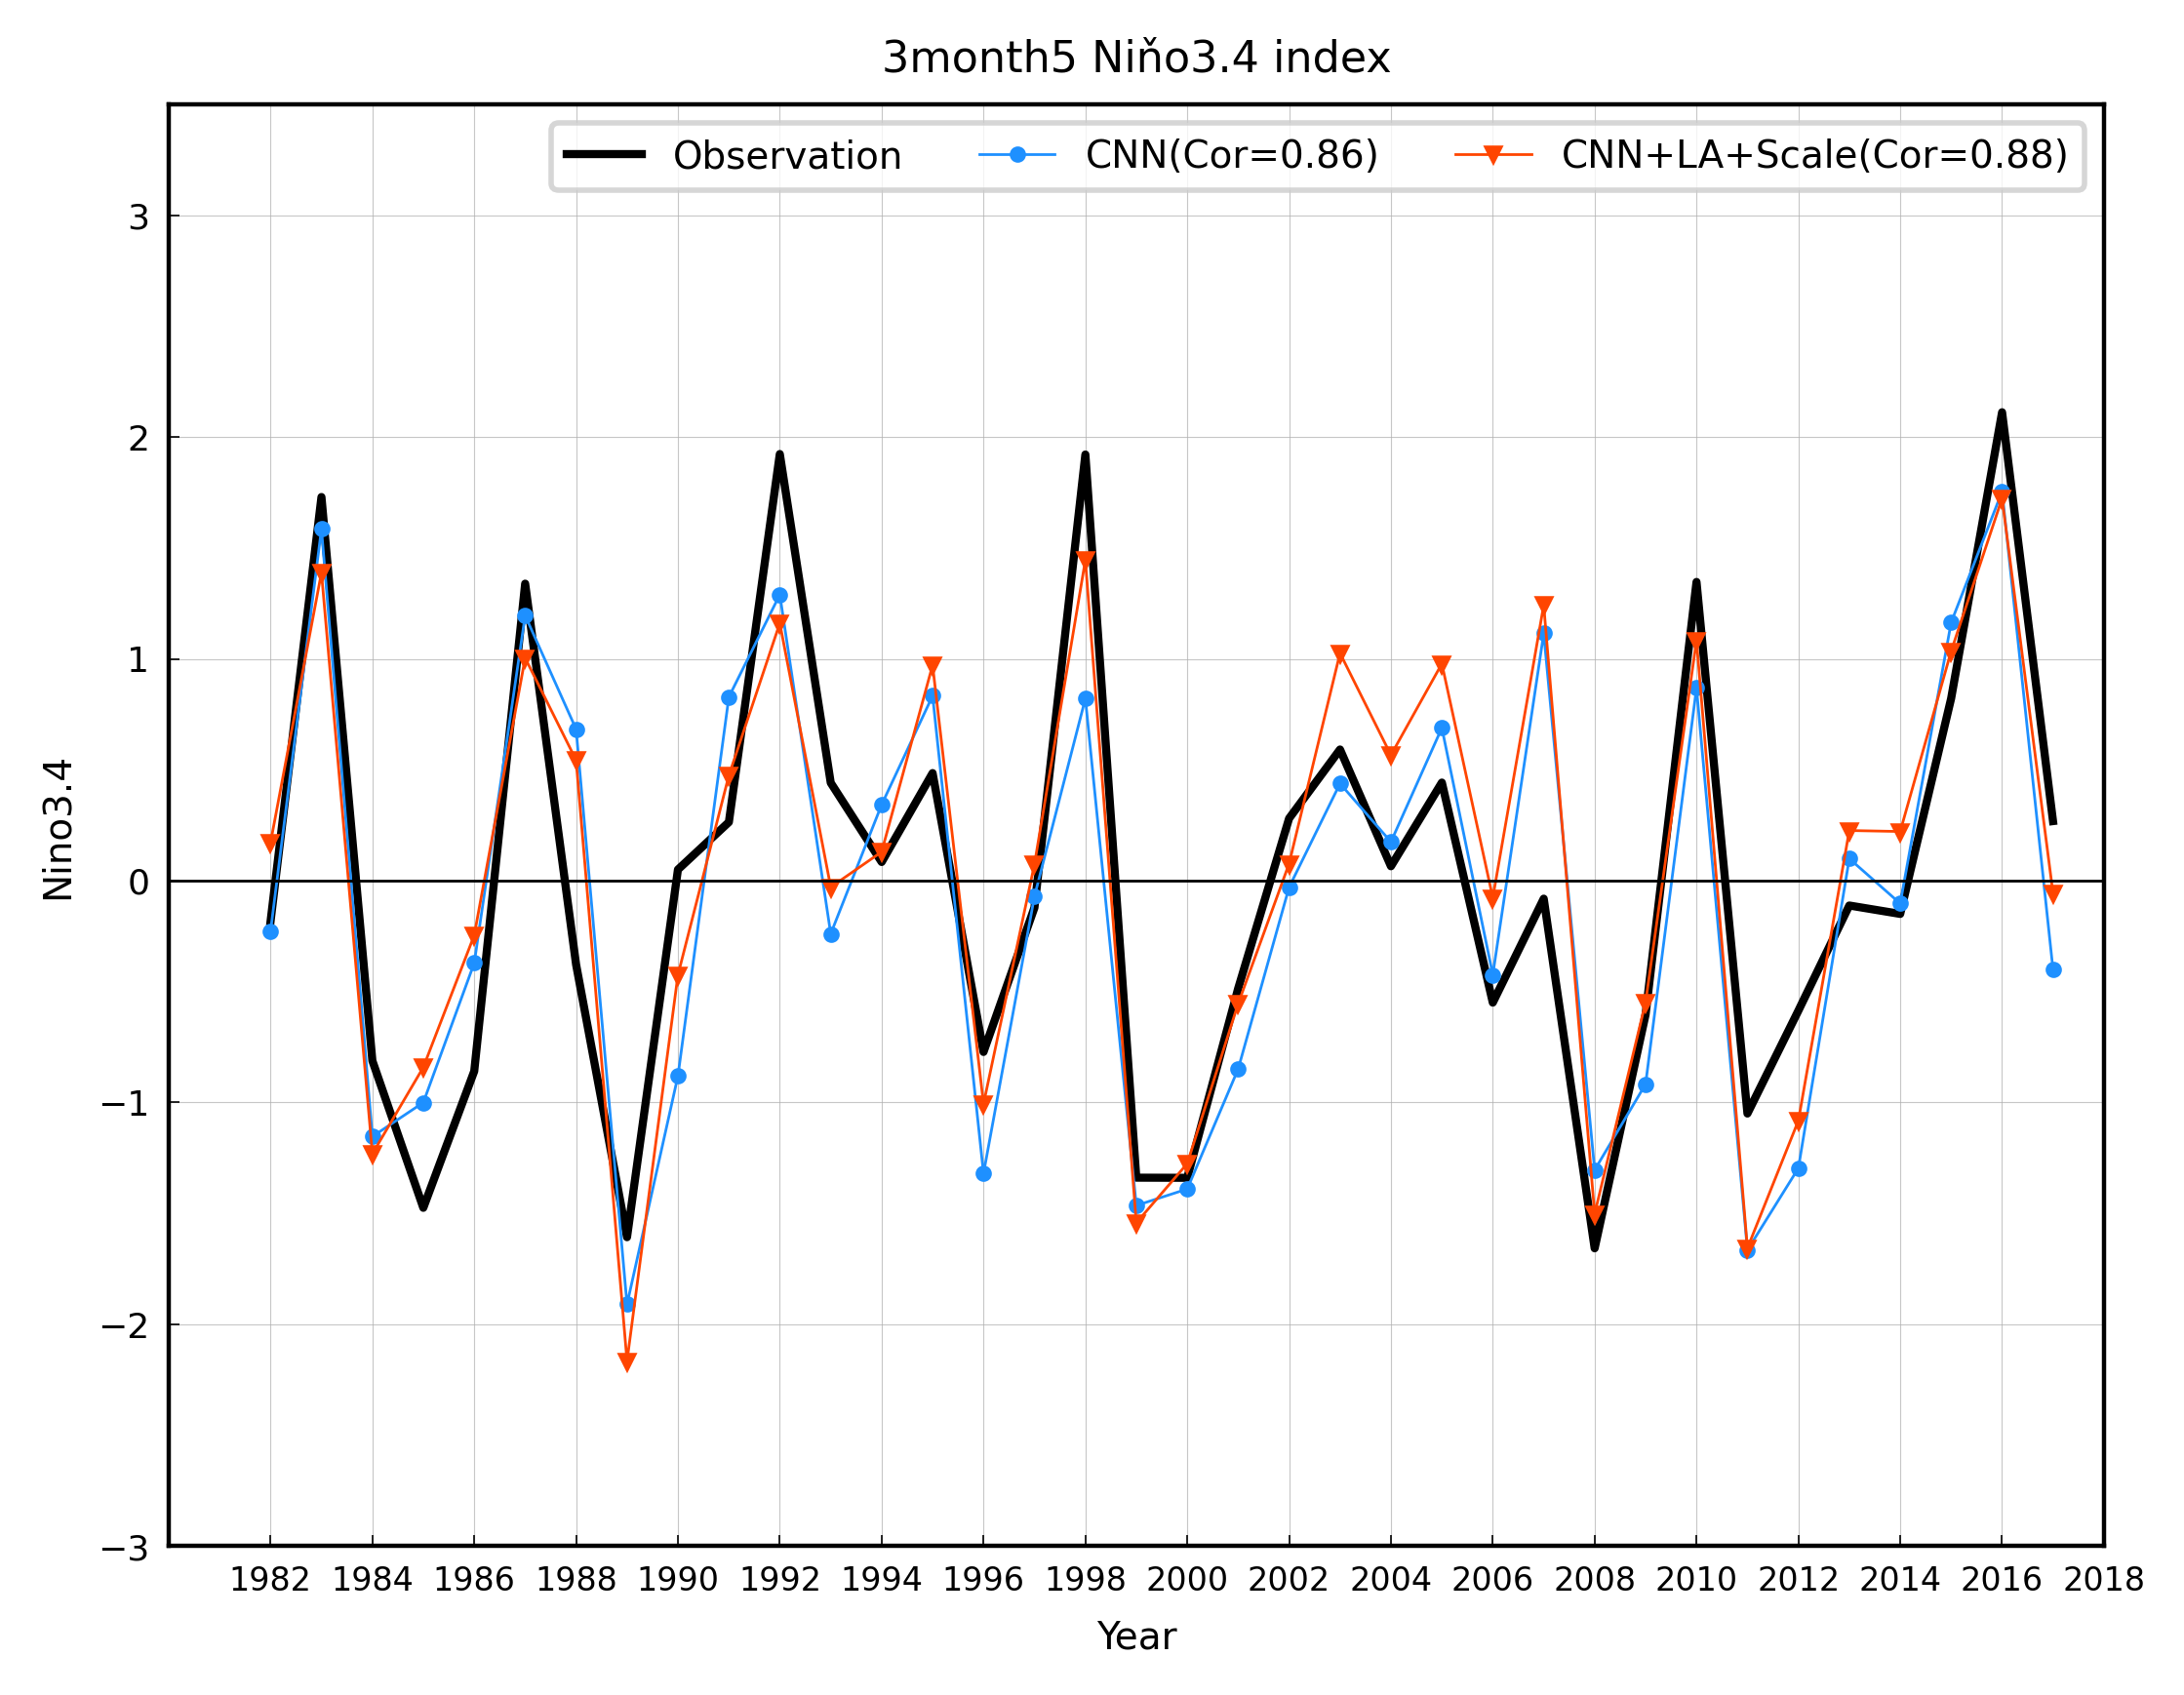 3month5 Niňo3.4 index
Observation CNN(Cor=0.86) CNN+LA+Scale(Cor=0.88)
3
2
1
0
−1
−2
−3
Nino3.4
1982 1984 1986 1988 1990 1992 1994 1996 1998 2000 2002 2004 2006 2008 2010 2012 2014 2016 2018
Year